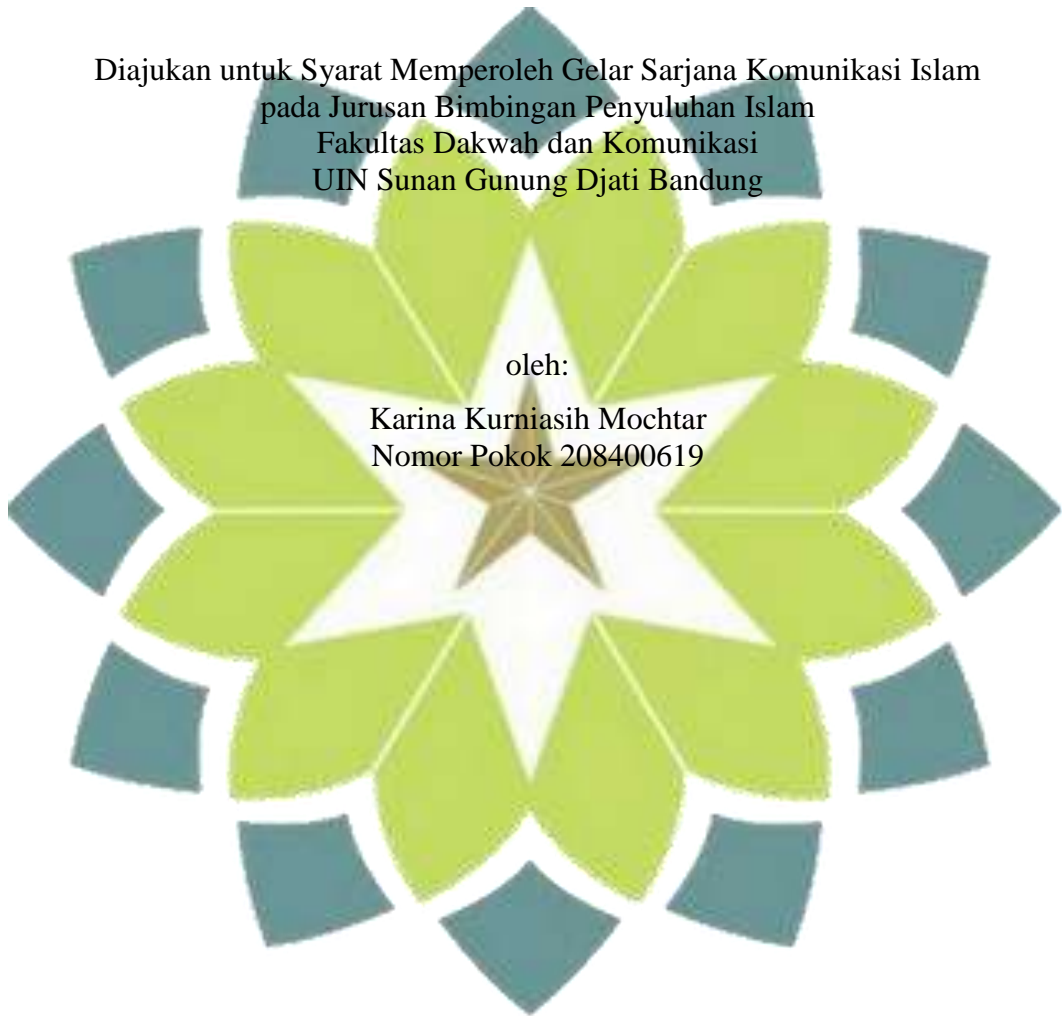 Diajukan untuk Syarat Memperoleh Gelar Sarjana Komunikasi Islam
pada Jurusan Bimbingan Penyuluhan Islam
Fakultas Dakwah dan Komunikasi
UIN Sunan Gunung Djati Bandung
oleh:
Karina Kurniasih Mochtar
Nomor Pokok 208400619